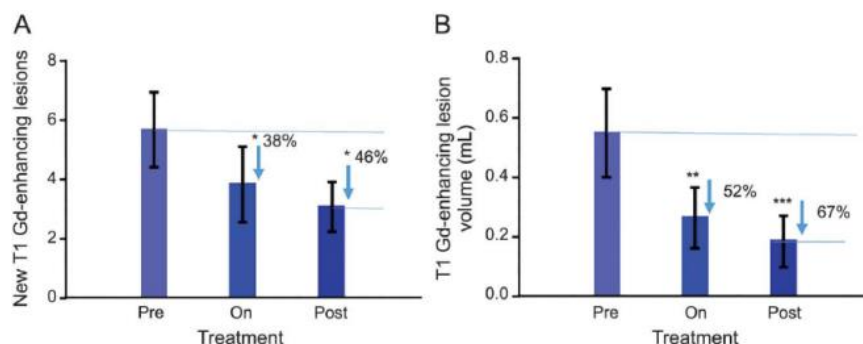 A
New T1 Gd-enhancing lesions
8
6
4
2
0
* 38%
* 46%
Pre
On
Post
Treatment
B
T1 Gd-enhancing lesion
volume (mL)
0.8
0.6
0.4
0.2
0.0
**
52%
***
67%
Pre
On
Post
Treatment